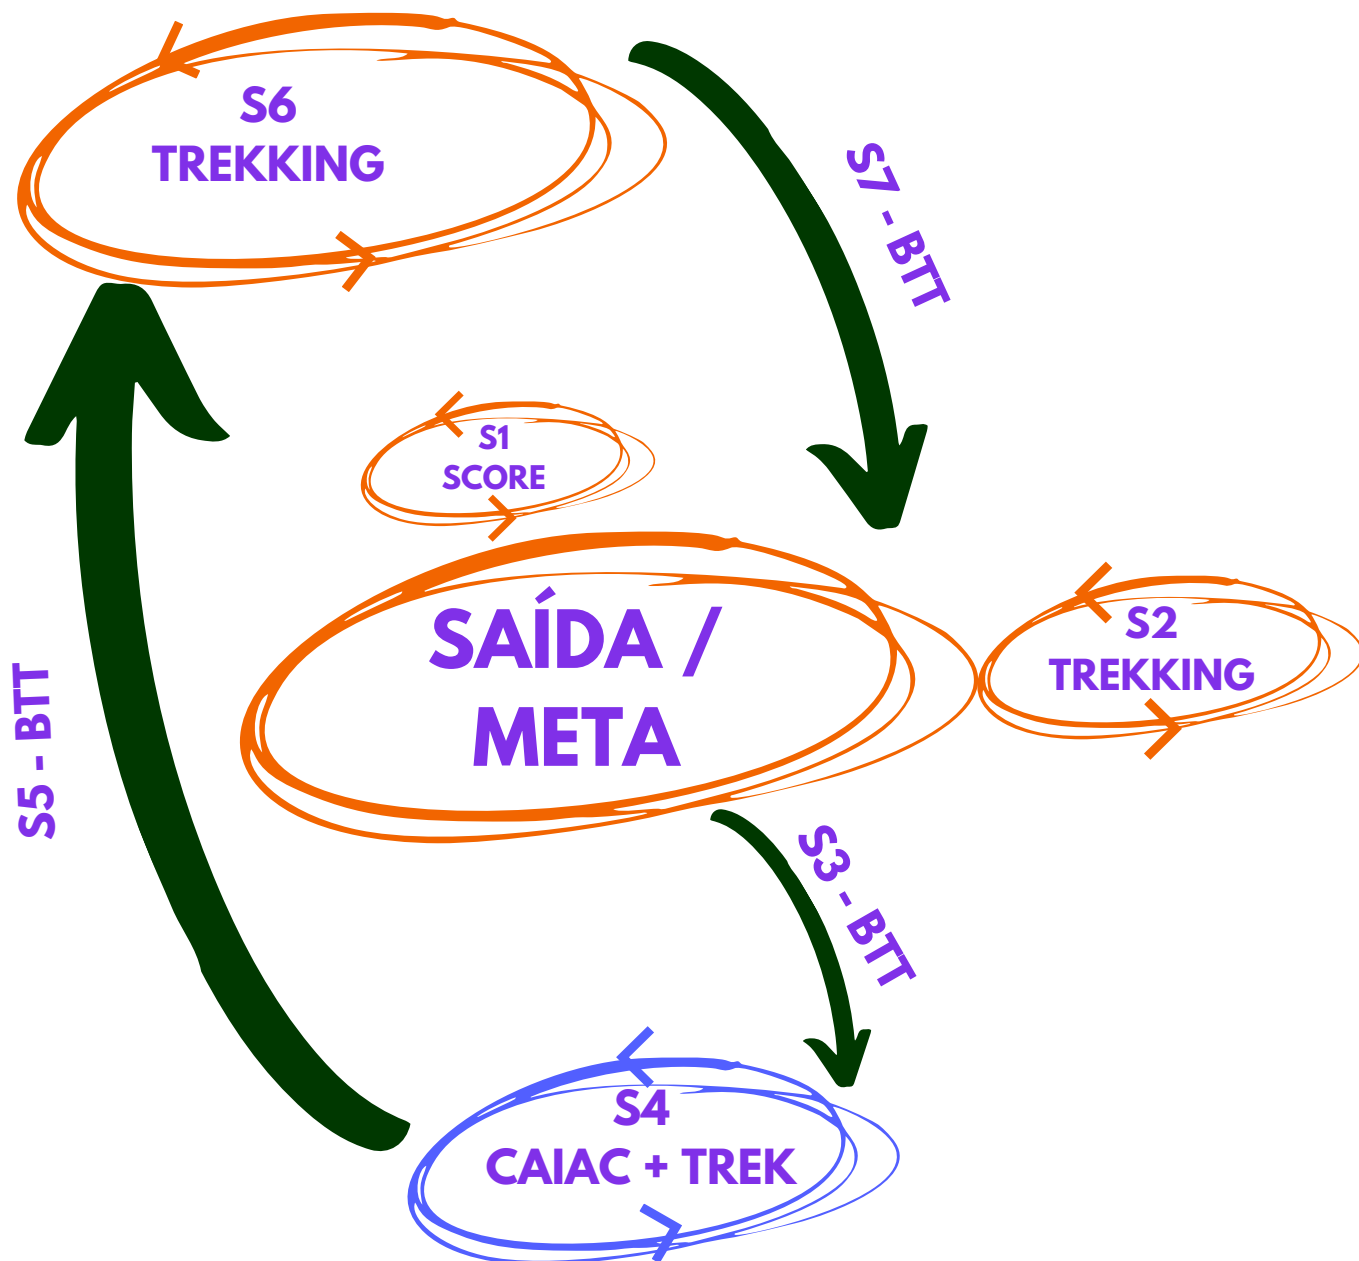 S6
TREKKING
S7 - BTT
S1
SCORE
SAÍDA /
META
S2
TREKKING
S5 - BTT
S3 - BTT
S4
CAIAC + TREK